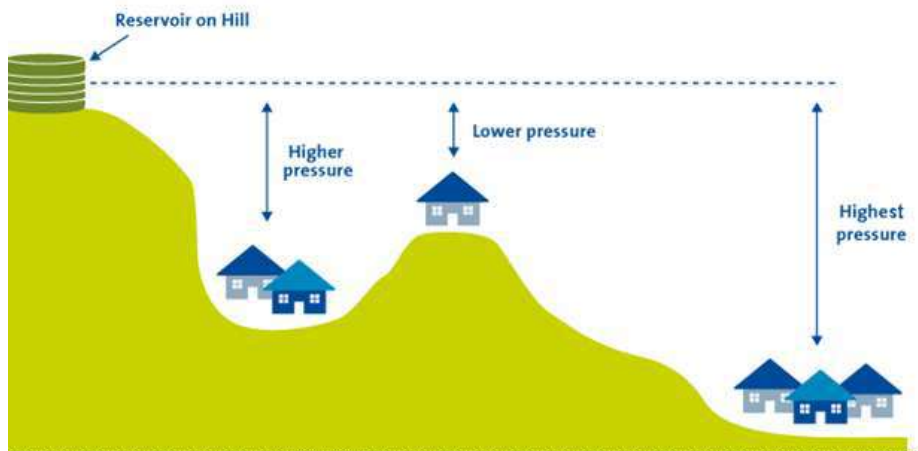 Reservoir on Hill
Higher
pressure
Lower pressure
Highest
pressure